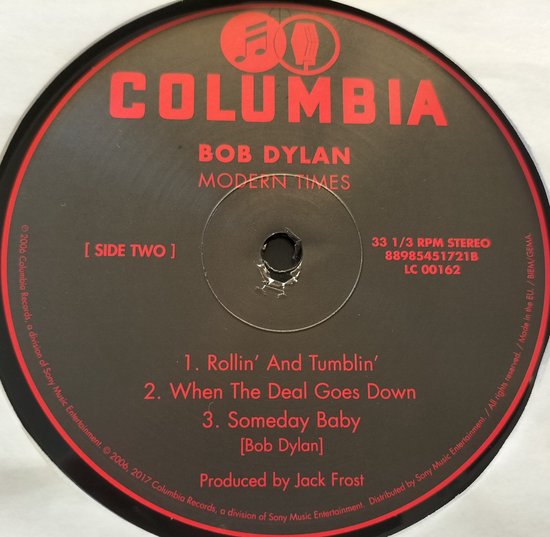 COLUMBIA
BOB DYLAN
MODERN TIMES
[ SIDE TWO ]
33 1/3 RPM STEREO
88985451721B
LC 00162
1. Rollin' And Tumblin'
2. When The Deal Goes Down
3. Someday Baby
[Bob Dylan]
Produced by Jack Frost
℗ 2006 Columbia Records, a division of Sony Music Entertainment. © 2006, 2017 Columbia Records, a division of Sony Music Entertainment. Distributed by Sony Music Entertainment. / All rights reserved. / Made in the EU. / BIEM/GEMA